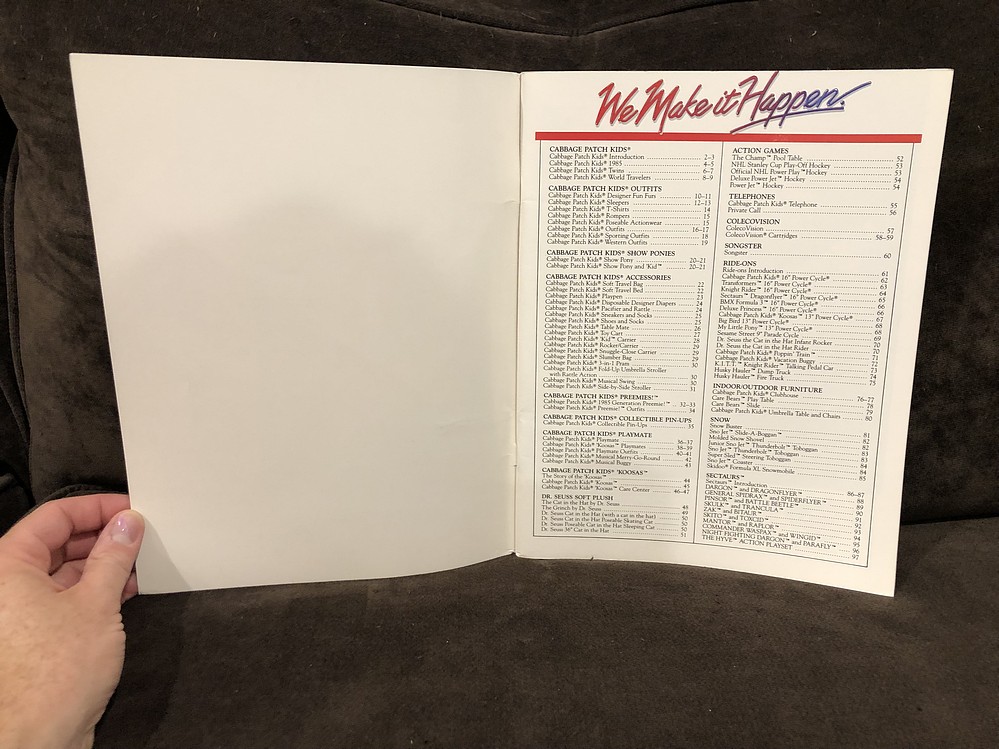 We Make it Happen.
CABBAGE PATCH KIDS®
Cabbage Patch Kids® Introduction ........ 2–3
Cabbage Patch Kids® 1985 ........ 4–5
Cabbage Patch Kids® Twins ........ 6–7
Cabbage Patch Kids® World Travelers ........ 8–9
CABBAGE PATCH KIDS® OUTFITS
Cabbage Patch Kids® Designer Fun Furs ........ 10–11
Cabbage Patch Kids® Sleepers ........ 12–13
Cabbage Patch Kids® T-Shirts ........ 14
Cabbage Patch Kids® Rompers ........ 15
Cabbage Patch Kids® Poseable Actionwear ........ 15
Cabbage Patch Kids® Outfits ........ 16–17
Cabbage Patch Kids® Sporting Outfits ........ 18
Cabbage Patch Kids® Western Outfits ........ 19
CABBAGE PATCH KIDS® SHOW PONIES
Cabbage Patch Kids® Show Pony ........ 20–21
Cabbage Patch Kids® Show Pony and 'Kid'™ ........ 20–21
CABBAGE PATCH KIDS® ACCESSORIES
Cabbage Patch Kids® Soft Travel Bag ........ 22
Cabbage Patch Kids® Soft Travel Bed ........ 22
Cabbage Patch Kids® Playpen ........ 23
Cabbage Patch Kids® Disposable Designer Diapers ........ 24
Cabbage Patch Kids® Pacifier and Rattle ........ 24
Cabbage Patch Kids® Sneakers and Socks ........ 25
Cabbage Patch Kids® Shoes and Socks ........ 25
Cabbage Patch Kids® Table Mate ........ 26
Cabbage Patch Kids® Toy Cart ........ 27
Cabbage Patch Kids® 'Kid'™ Carrier ........ 28
Cabbage Patch Kids® Rocker/Carrier ........ 29
Cabbage Patch Kids® Snuggle-Close Carrier ........ 29
Cabbage Patch Kids® Slumber Bag ........ 29
Cabbage Patch Kids® 3-in-1 Pram ........ 30
Cabbage Patch Kids® Fold-Up Umbrella Stroller
with Rattle Action ........ 30
Cabbage Patch Kids® Musical Swing ........ 30
Cabbage Patch Kids® Side-by-Side Stroller ........ 31
CABBAGE PATCH KIDS® PREEMIES!™
Cabbage Patch Kids® 1985 Generation Preemie!™ .. 32–33
Cabbage Patch Kids® Preemie!™ Outfits ........ 34
CABBAGE PATCH KIDS® COLLECTIBLE PIN-UPS
Cabbage Patch Kids® Collectible Pin-Ups ........ 35
CABBAGE PATCH KIDS® PLAYMATE
Cabbage Patch Kids® Playmate ........ 36–37
Cabbage Patch Kids® 'Koosas'™ Playmates ........ 38–39
Cabbage Patch Kids® Playmate Outfits ........ 40–41
Cabbage Patch Kids® Musical Merry-Go-Round ........ 42
Cabbage Patch Kids® Musical Buggy ........ 43
CABBAGE PATCH KIDS® 'KOOSAS'™
The Story of the 'Koosas'™
Cabbage Patch Kids® 'Koosas'™ ........ 44
Cabbage Patch Kids® 'Koosas'™ ........ 45
Cabbage Patch Kids® 'Koosas'™ Care Center ........ 46–47
DR. SEUSS SOFT PLUSH
The Cat in the Hat by Dr. Seuss ........ 48
The Grinch by Dr. Seuss ........ 49
Dr. Seuss Cat in the Hat (with a cat in the hat) ........ 50
Dr. Seuss Cat in the Hat Poseable Skating Cat ........ 50
Dr. Seuss Poseable Cat in the Hat Sleeping Cat ........ 50
Dr. Seuss 36" Cat in the Hat ........ 51
ACTION GAMES
The Champ™ Pool Table ........ 52
NHL Stanley Cup Play-Off Hockey ........ 53
Official NHL Power Play™ Hockey ........ 53
Deluxe Power Jet™ Hockey ........ 54
Power Jet™ Hockey ........ 54
TELEPHONES
Cabbage Patch Kids® Telephone ........ 55
Private Call ........ 56
COLECOVISION
ColecoVision ........ 57
ColecoVision® Cartridges ........ 58–59
SONGSTER
Songster ........ 60
RIDE-ONS
Ride-ons Introduction ........ 61
Cabbage Patch Kids® 16" Power Cycle® ........ 62
Transformers™ 16" Power Cycle® ........ 63
Knight Rider™ 16" Power Cycle® ........ 64
Sectaurs™ Dragonflyer™ 16" Power Cycle® ........ 65
BMX Formula 3™ 16" Power Cycle® ........ 66
Deluxe Princess™ 16" Power Cycle® ........ 66
Cabbage Patch Kids® 'Koosas'™ 13" Power Cycle® ........ 67
Big Bird 13" Power Cycle® ........ 68
My Little Pony™ 13" Power Cycle® ........ 68
Sesame Street 9" Parade Cycle ........ 69
Dr. Seuss the Cat in the Hat Infant Rocker ........ 70
Dr. Seuss the Cat in the Hat Rider ........ 70
Cabbage Patch Kids® Poppin' Train™ ........ 71
Cabbage Patch Kids® Vacation Buggy ........ 72
K.I.T.T.™ Knight Rider™ Talking Pedal Car ........ 73
Husky Hauler™ Dump Truck ........ 74
Husky Hauler™ Fire Truck ........ 75
INDOOR/OUTDOOR FURNITURE
Cabbage Patch Kids® Clubhouse ........ 76–77
Care Bears™ Play Table ........ 78
Care Bears™ Slide ........ 79
Cabbage Patch Kids® Umbrella Table and Chairs ........ 80
SNOW
Snow Buster ........ 81
Sno Jet™ Slide-A-Boggan™ ........ 82
Molded Snow Shovel ........ 82
Junior Sno Jet™ Thunderbolt™ Toboggan ........ 83
Sno Jet™ Thunderbolt™ Toboggan ........ 83
Super Sled™ Steering Toboggan ........ 84
Sno Jet™ Coaster ........ 84
Skidoo® Formula XL Snowmobile ........ 85
SECTAURS™
Sectaurs™ Introduction ........ 86–87
DARGON™ and DRAGONFLYER™ ........ 88
GENERAL SPIDRAX™ and SPIDERFLYER™ ........ 89
PINSOR™ and BATTLE BEETLE™ ........ 90
SKULK™ and TRANCULA™ ........ 91
ZAK™ and BITAUR™ ........ 92
SKITO™ and TOXCID™ ........ 93
MANTOR™ and RAPLOR™ ........ 94
COMMANDER WASPAX™ and WINGID™ ........ 95
NIGHT FIGHTING DARGON™ and PARAFLY™ ........ 96
THE HYVE™ ACTION PLAYSET ........ 97